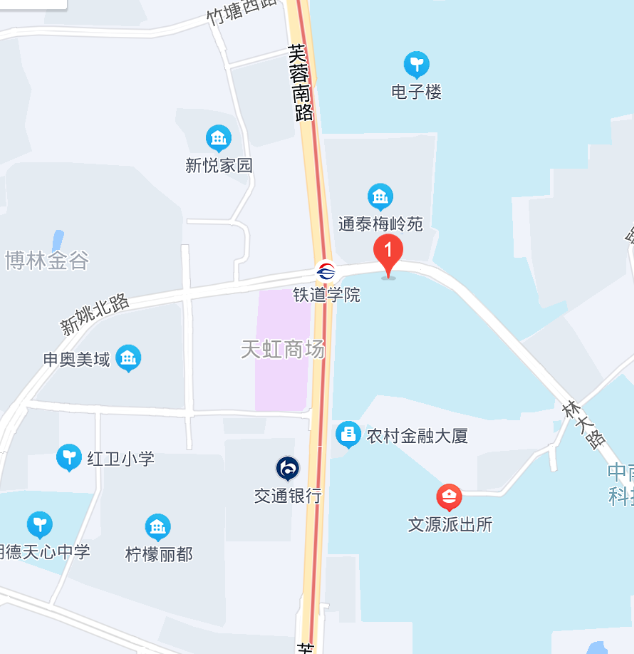 竹塘西路
芙蓉南路
电子楼
新悦家园
通泰梅岭苑
1
博林金谷
铁道学院
新姚北路
天虹商场
申奥美域
林大路
农村金融大厦
红卫小学
中南
交通银行
文源派出所
德天心中学
柠檬丽都
芙